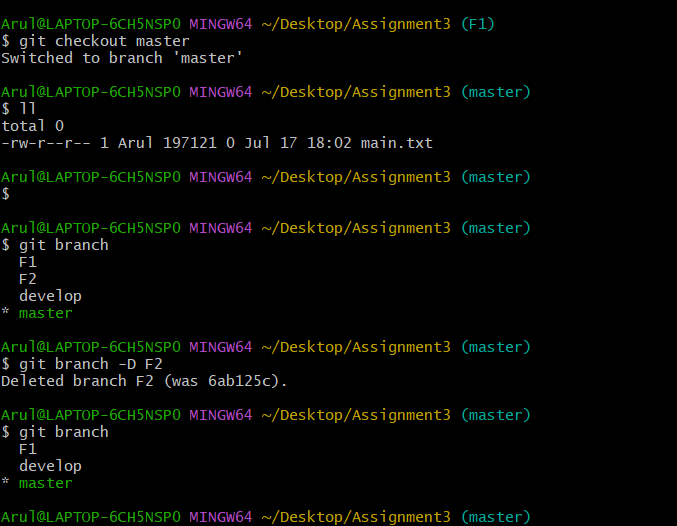 Arul@LAPTOP-6CH5NSP0 MINGW64 ~/Desktop/Assignment3 (F1)
$ git checkout master
Switched to branch 'master'
Arul@LAPTOP-6CH5NSP0 MINGW64 ~/Desktop/Assignment3 (master)
$ ll
total 0
-rw-r--r-- 1 Arul 197121 0 Jul 17 18:02 main.txt
Arul@LAPTOP-6CH5NSP0 MINGW64 ~/Desktop/Assignment3 (master)
$
Arul@LAPTOP-6CH5NSP0 MINGW64 ~/Desktop/Assignment3 (master)
$ git branch
F1
F2
develop
* master
Arul@LAPTOP-6CH5NSP0 MINGW64 ~/Desktop/Assignment3 (master)
$ git branch -D F2
Deleted branch F2 (was 6ab125c).
Arul@LAPTOP-6CH5NSP0 MINGW64 ~/Desktop/Assignment3 (master)
$ git branch
F1
develop
* master
Arul@LAPTOP-6CH5NSP0 MINGW64 ~/Desktop/Assignment3 (master)